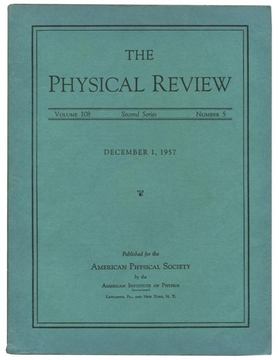 THE
PHYSICAL REVIEW
VOLUME 108 Second Series NUMBER 5
DECEMBER 1, 1957
Published for the
AMERICAN PHYSICAL SOCIETY
by the
AMERICAN INSTITUTE OF PHYSICS
LANCASTER, PA., AND NEW YORK, N. Y.